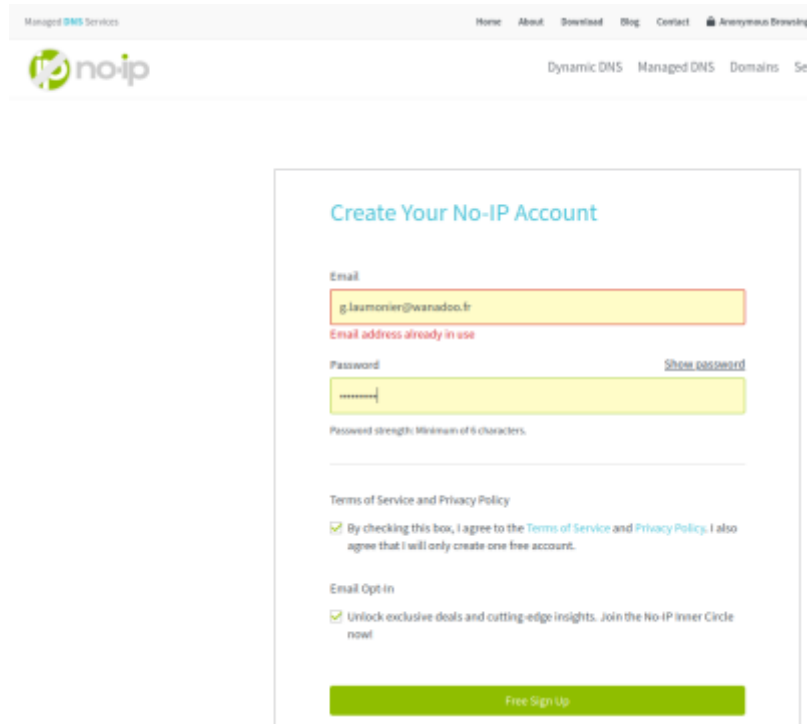 Managed DNS Services
Home About Download Blog Contact Anonymous Browsing
no-ip
Dynamic DNS Managed DNS Domains Se
Create Your No-IP Account
Email
g.laumonier@wanadoo.fr
Email address already in use
Password Show password
Password strength: Minimum of 6 characters.
Terms of Service and Privacy Policy
By checking this box, I agree to the Terms of Service and Privacy Policy. I also
agree that I will only create one free account.
Email Opt-In
Unlock exclusive deals and cutting-edge insights. Join the No-IP Inner Circle
now!
Free Sign Up